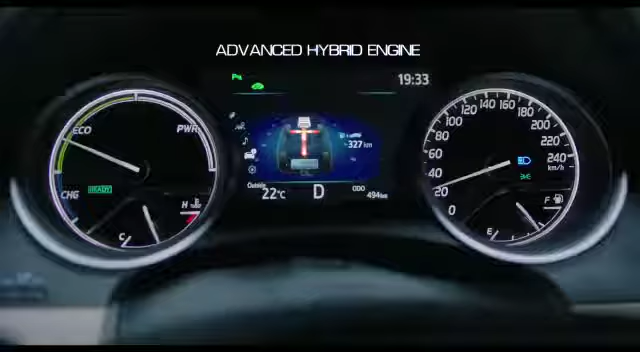 ADVANCED HYBRID ENGINE
19:33
ECO
PWR
CHG
READY
H
C
327 km
Outside
22°C
D
ODO
494 km
0
20
40
60
80
100
120
140
160
180
200
220
240
km/h
F
E